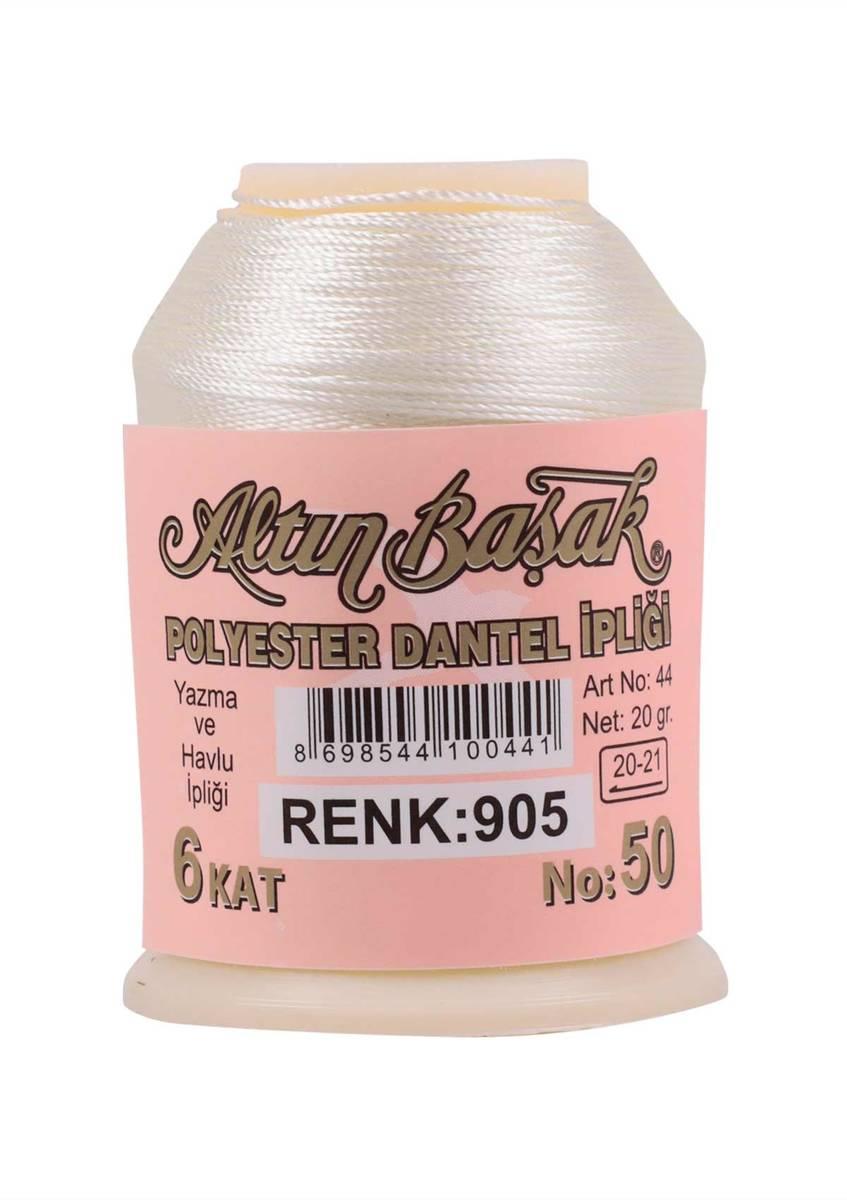 Altın Başak ®
POLYESTER DANTEL İPLİĞİ
Yazma
ve
Havlu
İpliği
8 698544 100441
Art No: 44
Net: 20 gr.
20-21
RENK:905
6 KAT
No: 50